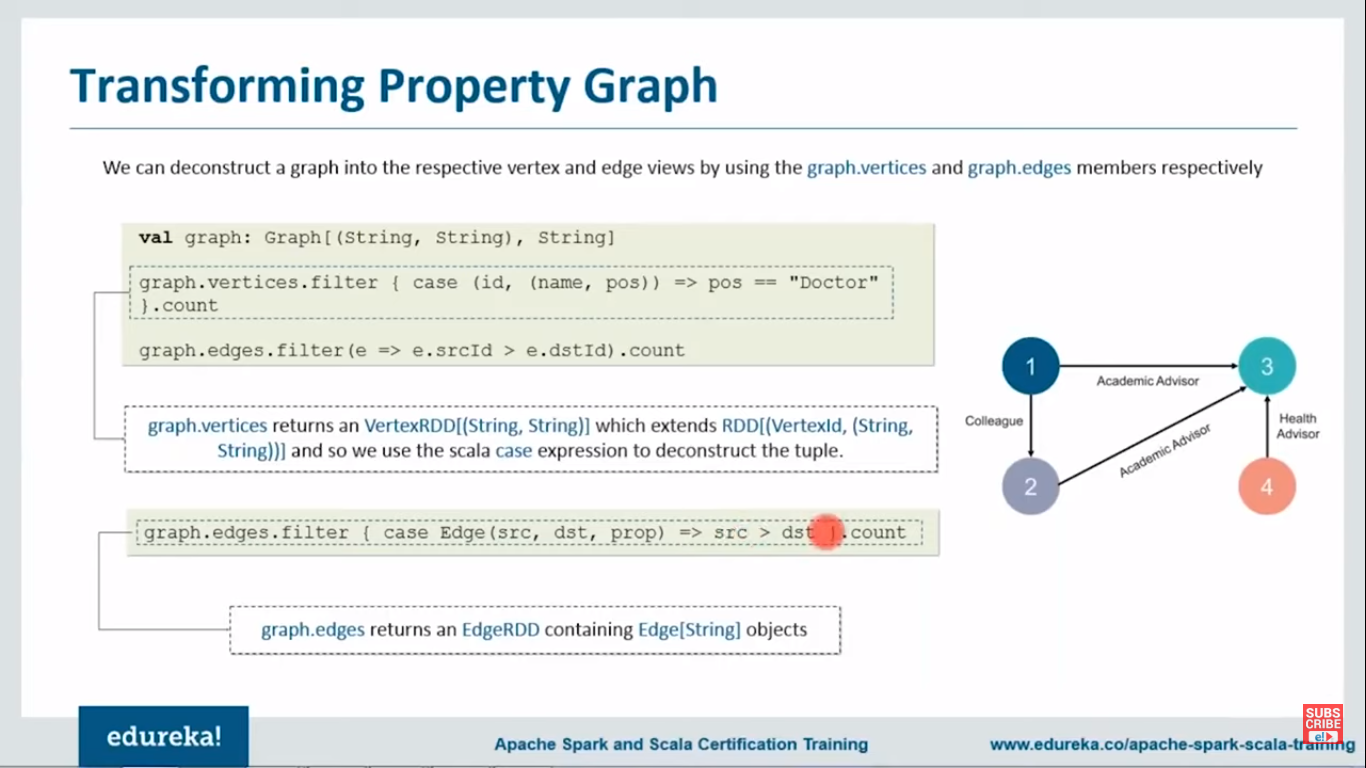 Transforming Property Graph
We can deconstruct a graph into the respective vertex and edge views by using the graph.vertices and graph.edges members respectively
val graph: Graph[(String, String), String]
graph.vertices.filter { case (id, (name, pos)) => pos == "Doctor"
}.count
graph.edges.filter(e => e.srcId > e.dstId).count
graph.vertices returns an VertexRDD[(String, String)] which extends RDD[(VertexId, (String,
String))] and so we use the scala case expression to deconstruct the tuple.
graph.edges.filter { case Edge(src, dst, prop) => src > dst }.count
graph.edges returns an EdgeRDD containing Edge[String] objects
1
3
Academic Advisor
Colleague
Health
Advisor
Academic Advisor
2
4
edureka!
Apache Spark and Scala Certification Training
www.edureka.co/apache-spark-scala-training
SUBS
CRIBE
e!